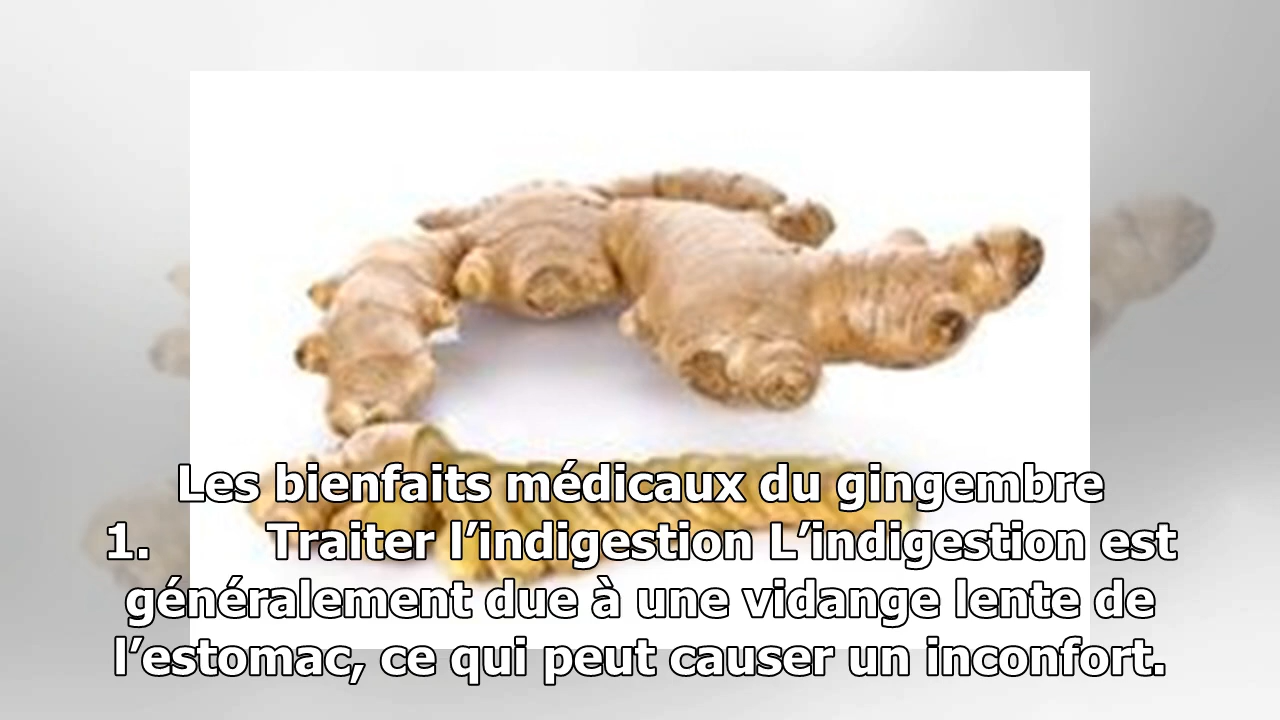 Les bienfaits médicaux du gingembre
1. Traiter l’indigestion L’indigestion est
généralement due à une vidange lente de
l’estomac, ce qui peut causer un inconfort.